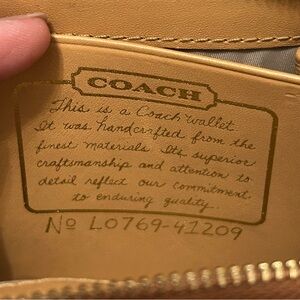 COACH
This is a Coach wallet.
It was handcrafted from the
finest materials. Its superior
craftsmanship and attention to
detail reflect our commitment
to enduring quality.
No L0769-41209